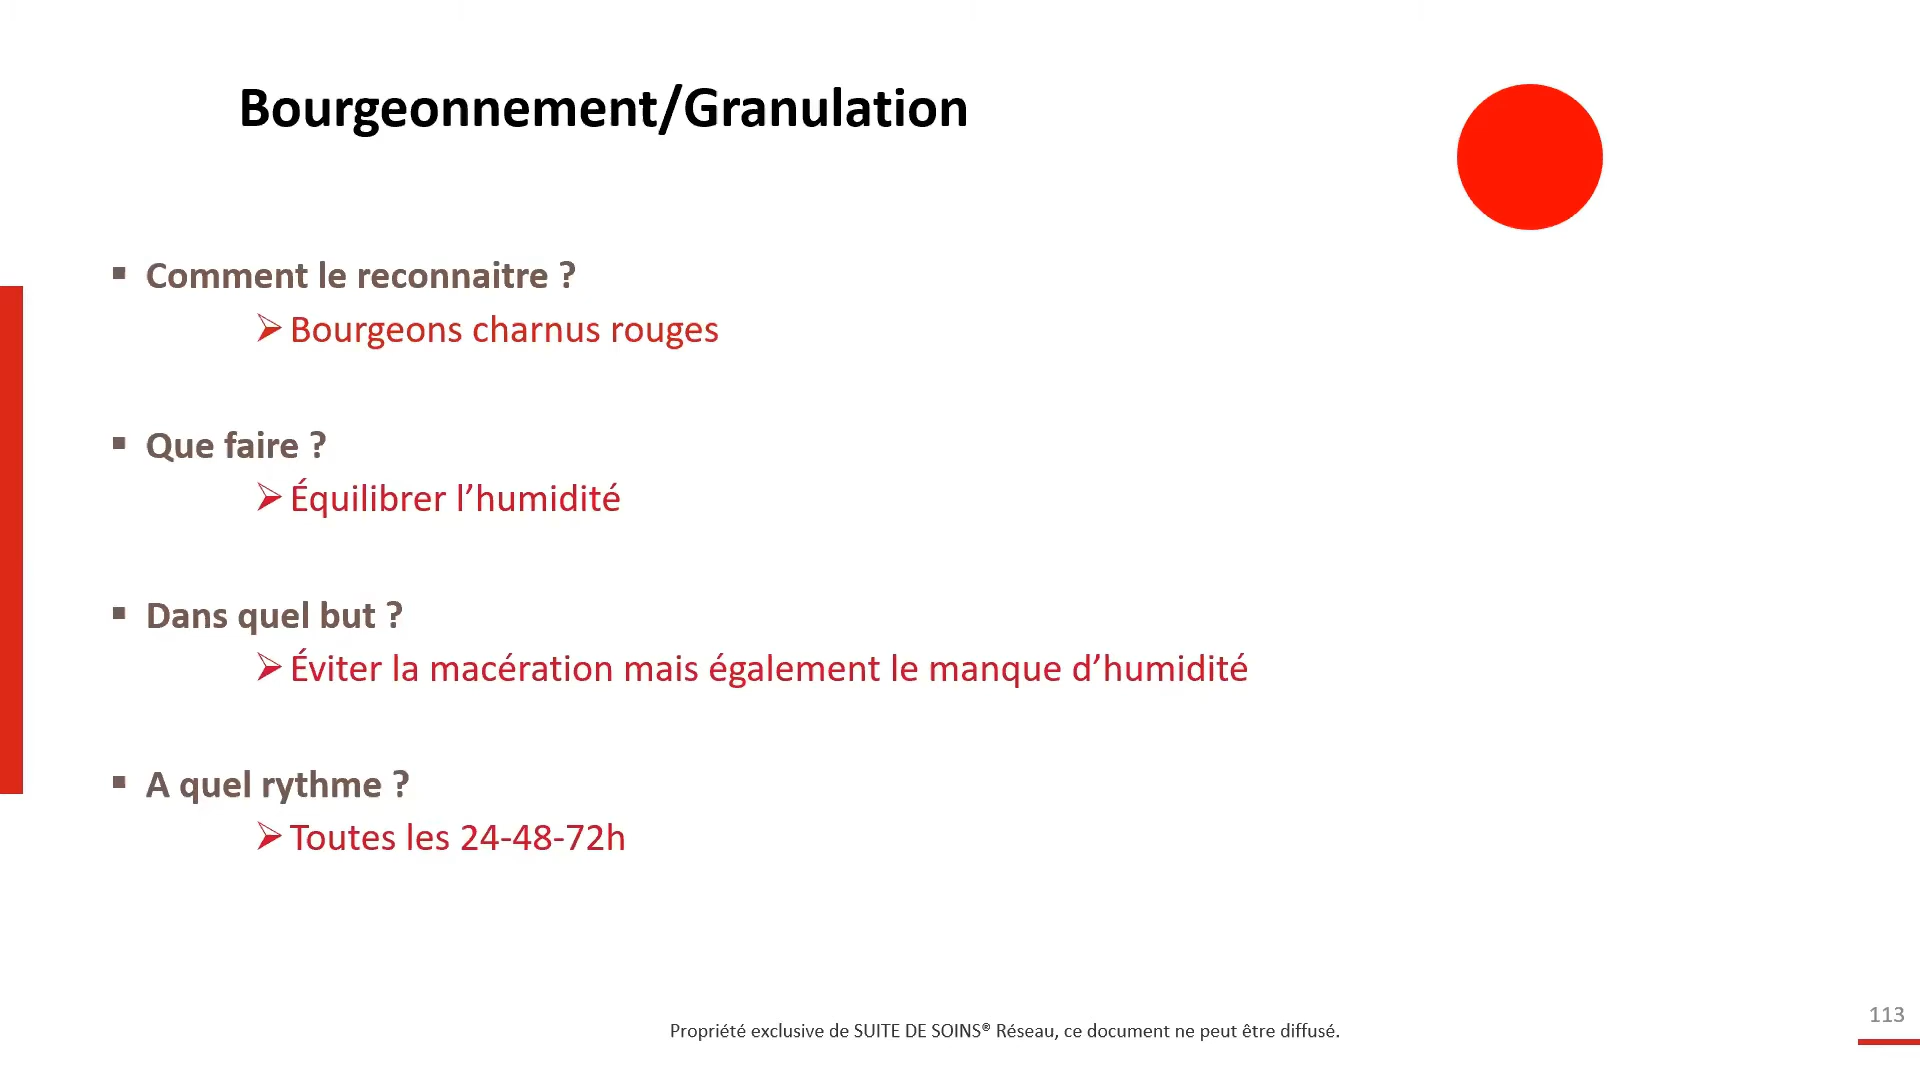 Bourgeonnement/Granulation
▪ Comment le reconnaitre ?
➢ Bourgeons charnus rouges
▪ Que faire ?
➢ Équilibrer l’humidité
▪ Dans quel but ?
➢ Éviter la macération mais également le manque d’humidité
▪ A quel rythme ?
➢ Toutes les 24-48-72h
Propriété exclusive de SUITE DE SOINS® Réseau, ce document ne peut être diffusé.
113